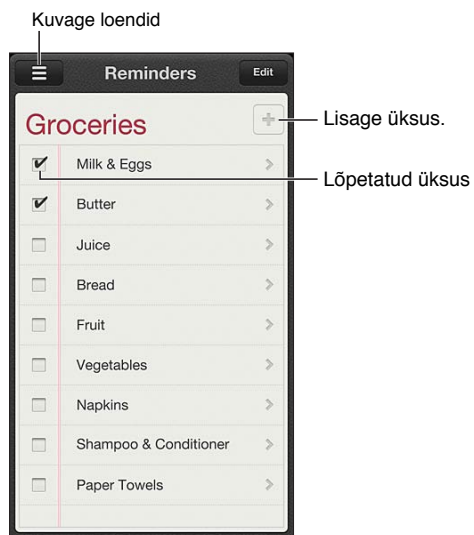 Kuvage loendid
Reminders
Edit
Groceries
Lisage üksus.
Milk & Eggs
Lõpetatud üksus
Butter
Juice
Bread
Fruit
Vegetables
Napkins
Shampoo & Conditioner
Paper Towels